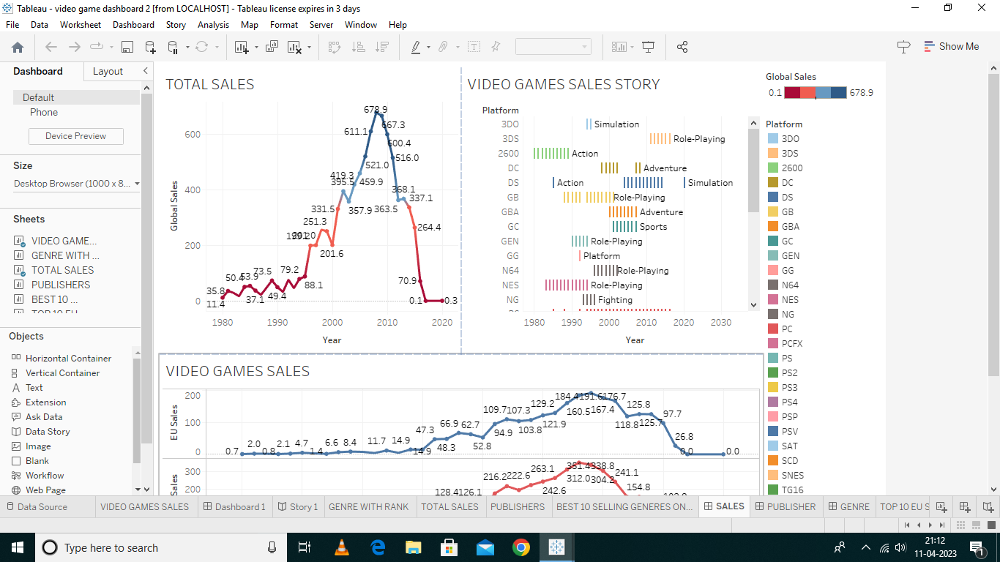 Tableau - video game dashboard 2 [from LOCALHOST] - Tableau license expires in 3 days
File Data Worksheet Dashboard Story Analysis Map Format Server Window Help
Show Me
Dashboard Layout
Default
Phone
Device Preview
Size
Desktop Browser (1000 x 8...
Sheets
VIDEO GAME...
GENRE WITH ...
TOTAL SALES
PUBLISHERS
BEST 10 ...
Objects
Horizontal Container
Vertical Container
Text
Extension
Ask Data
Data Story
Image
Blank
Workflow
Web Page
TOTAL SALES
Global Sales
600
400
200
0
11.4
35.8
50.4
53.9
37.1
73.5
49.4
79.2
88.1
201.6
251.3
331.5
395.5
357.9
419.3
459.9
521.0
611.1
678.9
667.3
600.4
516.0
363.5
368.1
337.1
264.4
70.9
0.1
0.3
1980 1990 2000 2010 2020
Year
VIDEO GAMES SALES STORY
Platform
3DO Simulation
3DS Role-Playing
2600 Action
DC Adventure
DS Action Simulation
GB Role-Playing
GBA Adventure
GC Sports
GEN Role-Playing
GG Platform
N64 Role-Playing
NES Role-Playing
NG Fighting
1980 1990 2000 2010 2020 2030
Year
Global Sales
0.1 678.9
Platform
3DO
3DS
2600
DC
DS
GB
GBA
GC
GEN
GG
N64
NES
NG
PC
PCFX
PS
PS2
PS3
PS4
PSP
PSV
SAT
SCD
SNES
TG16
VIDEO GAMES SALES
EU Sales
200
100
0
0.7
2.0
0.8
2.1
4.7
1.4
6.6
8.4
11.7
14.9
14.9
47.3
48.3
66.9
62.7
52.8
94.9
109.7
107.3
103.8
129.2
121.9
184.4
160.5
191.6
167.4
176.7
118.8
125.8
125.7
97.7
26.8
0.0
0.0
Sales
300
200
128.4
126.1
216.2
222.6
263.1
242.6
312.0
351.4
338.8
304.2
241.1
154.8
Data Source VIDEO GAMES SALES Dashboard 1 Story 1 GENRE WITH RANK TOTAL SALES PUBLISHERS BEST 10 SELLING GENERES ON... SALES PUBLISHER GENRE TOP 10 EU S
Type here to search
21:12
11-04-2023
1